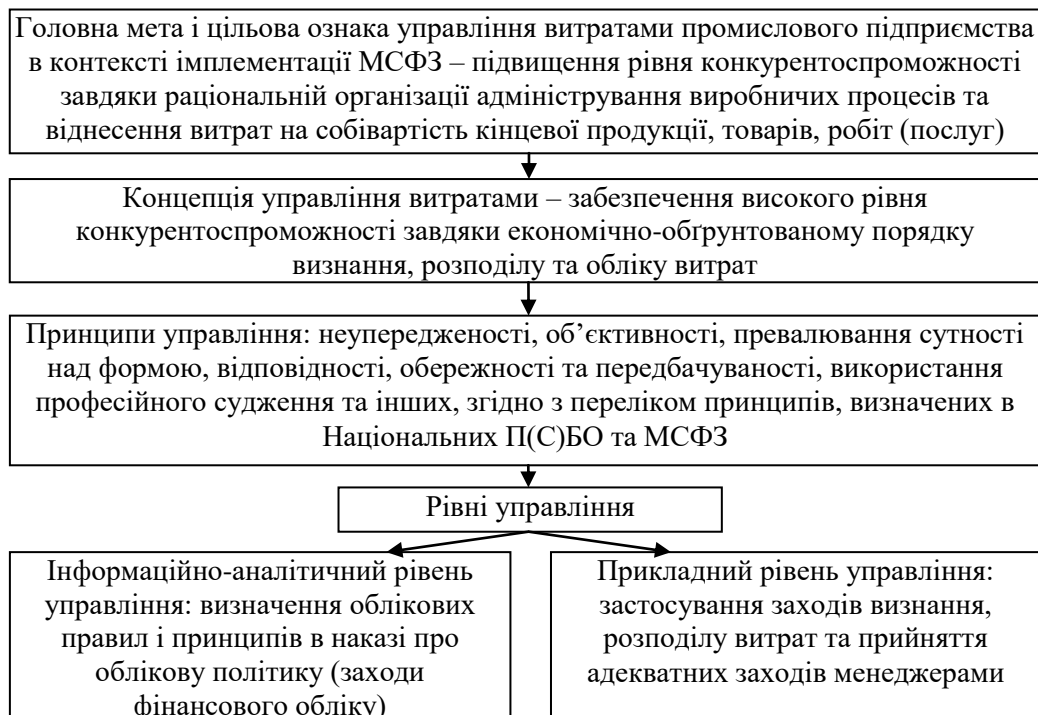 Головна мета і цільова ознака управління витратами промислового підприємства
в контексті імплементації МСФЗ – підвищення рівня конкурентоспроможності
завдяки раціональній організації адміністрування виробничих процесів та
віднесення витрат на собівартість кінцевої продукції, товарів, робіт (послуг)
Концепція управління витратами – забезпечення високого рівня
конкурентоспроможності завдяки економічно-обґрунтованому порядку
визнання, розподілу та обліку витрат
Принципи управління: неупередженості, об’єктивності, превалювання сутності
над формою, відповідності, обережності та передбачуваності, використання
професійного судження та інших, згідно з переліком принципів, визначених в
Національних П(С)БО та МСФЗ
Рівні управління
Інформаційно-аналітичний рівень
управління: визначення облікових
правил і принципів в наказі про
облікову політику (заходи
фінансового обліку)
Прикладний рівень управління:
застосування заходів визнання,
розподілу витрат та прийняття
адекватних заходів менеджерами